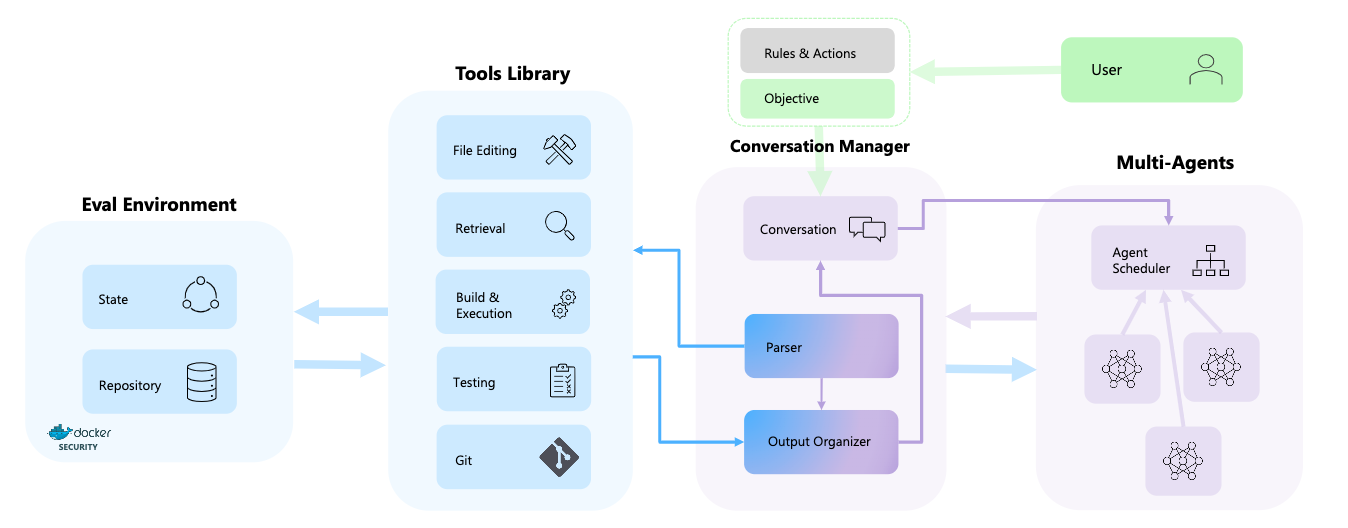 Eval Environment
State
Repository
docker
SECURITY
Tools Library
File Editing
Retrieval
Build &
Execution
Testing
Git
Rules & Actions
Objective
User
Conversation Manager
Conversation
Parser
Output Organizer
Multi-Agents
Agent
Scheduler